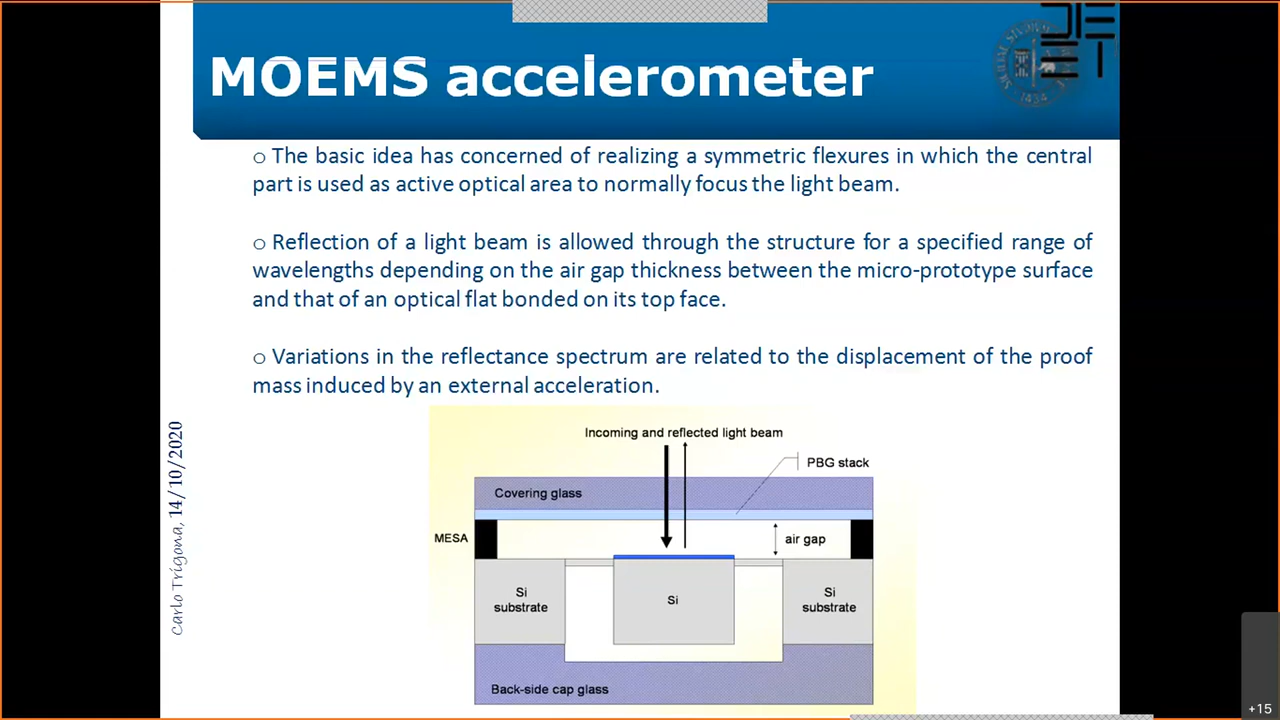 MOEMS accelerometer
o The basic idea has concerned of realizing a symmetric flexures in which the central
part is used as active optical area to normally focus the light beam.
o Reflection of a light beam is allowed through the structure for a specified range of
wavelengths depending on the air gap thickness between the micro-prototype surface
and that of an optical flat bonded on its top face.
o Variations in the reflectance spectrum are related to the displacement of the proof
mass induced by an external acceleration.
Carlo Trigona, 14/10/2020
Incoming and reflected light beam
PBG stack
Covering glass
MESA
air gap
Si
substrate
Si
Si
substrate
Back-side cap glass
+15